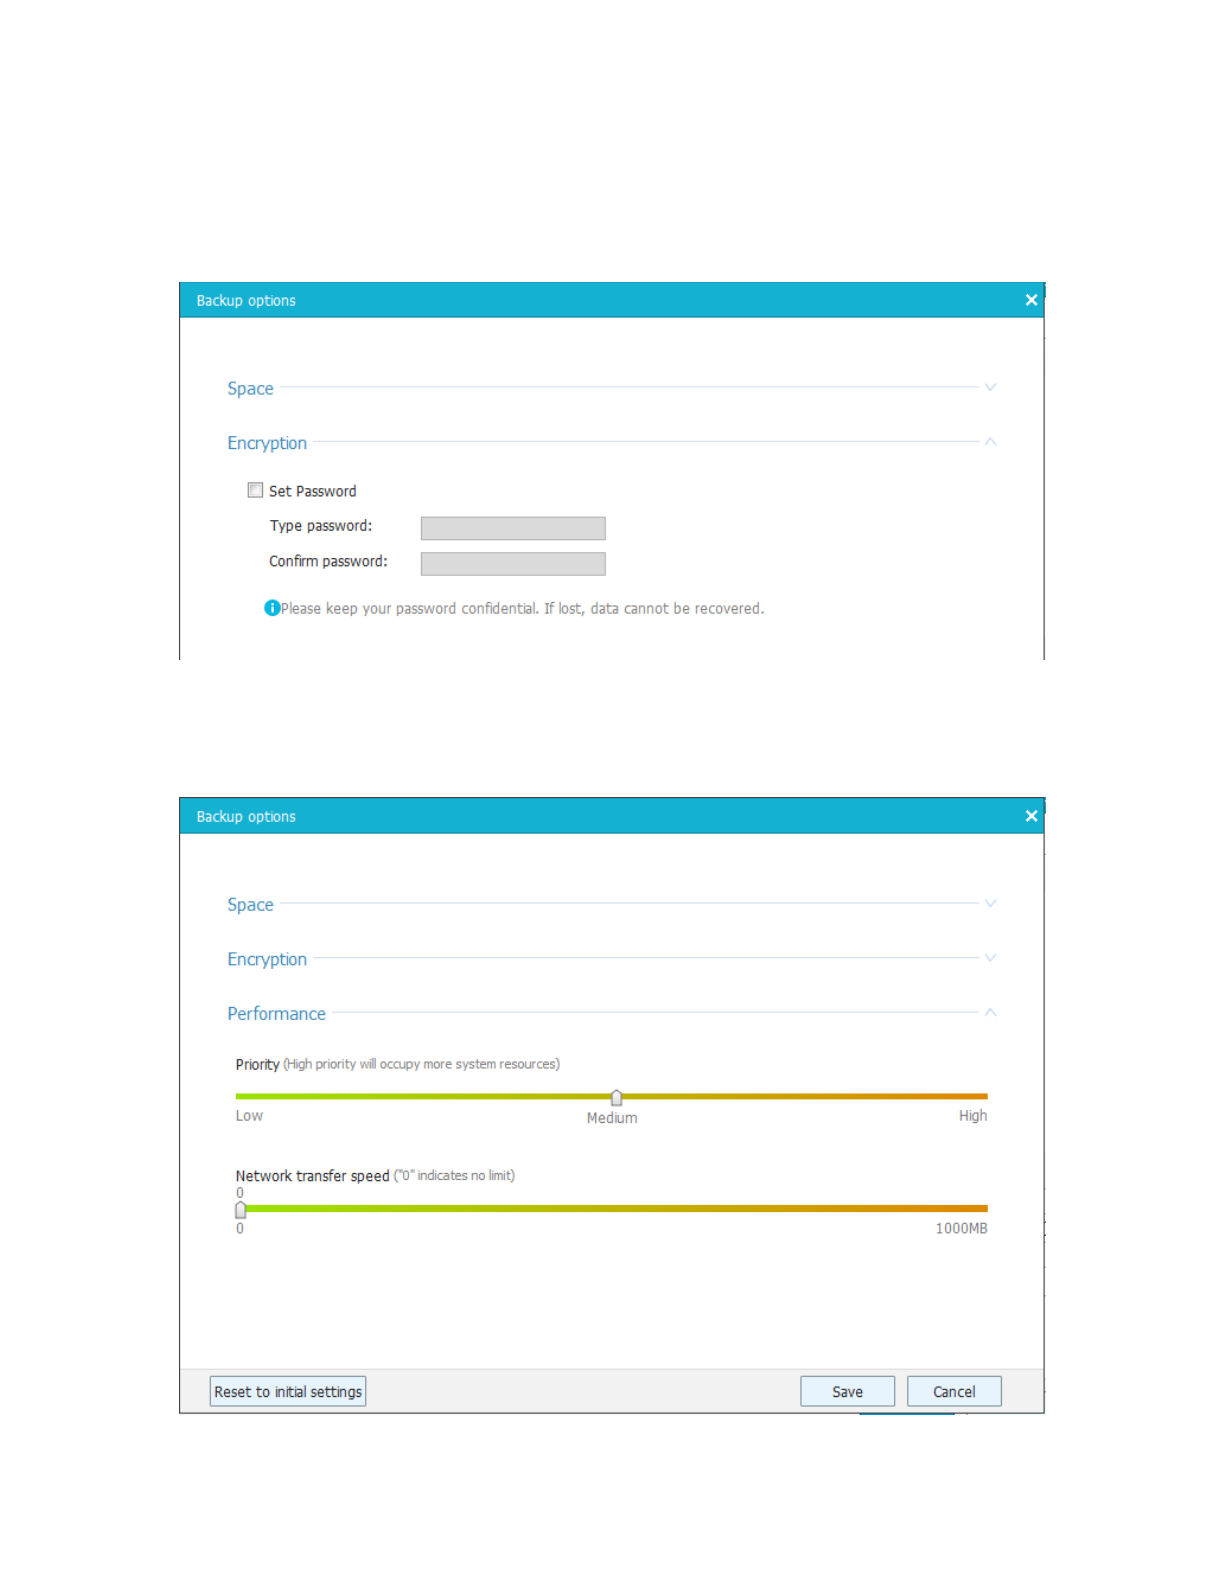 Backup options
Space
Encryption
Set Password
Type password:
Confirm password:
Please keep your password confidential. If lost, data cannot be recovered.
Backup options
Space
Encryption
Performance
Priority (High priority will occupy more system resources)
Low Medium High
Network transfer speed ("0" indicates no limit)
0
0 1000MB
Reset to initial settings Save Cancel